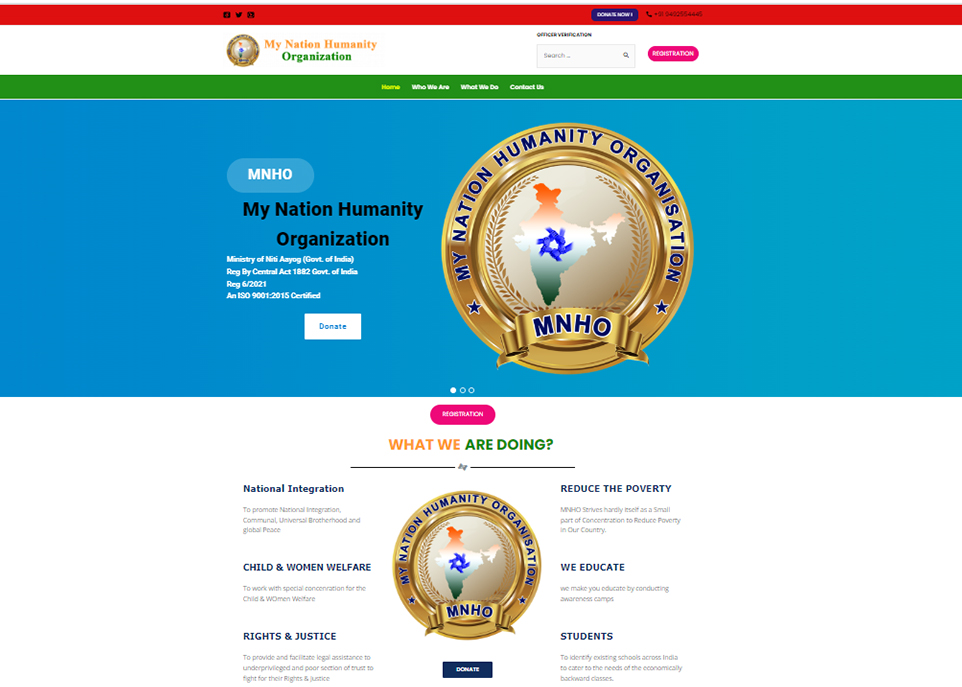 DONATE NOW !
OFFICER VERIFICATION
My Nation Humanity
Organization
Search ...
REGISTRATION
Home Who We Are What We Do Contact Us
MNHO
My Nation Humanity
Organization
Ministry of Niti Aayog (Govt. of India)
Reg By Central Act 1882 Govt. of India
Reg 6/2021
An ISO 9001:2015 Certified
Donate
MY NATION HUMANITY ORGANISATION
MNHO
REGISTRATION
WHAT WE ARE DOING?
National Integration
To promote National Integration,
Communal, Universal Brotherhood and
global Peace
CHILD & WOMEN WELFARE
To work with special concenration for the
Child & WOmen Welfare
RIGHTS & JUSTICE
To provide and facilitate legal assistance to
underprivileged and poor section of trust to
fight for their Rights & Justice
MY NATION HUMANITY ORGANISATION
MNHO
DONATE
REDUCE THE POVERTY
MNHO Strives hardly Itself as a Small
part of Concentration to Reduce Poverty
in Our Country.
WE EDUCATE
we make you educate by conducting
awareness camps
STUDENTS
To identify existing schools across India
to cater to the needs of the economically
backward classes.